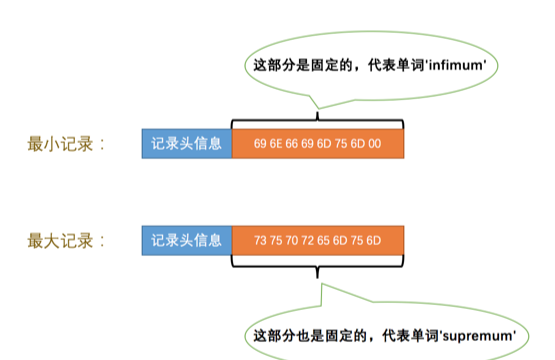 这部分是固定的，代表单词'infimum'
最小记录： 记录头信息 69 6E 66 69 6D 75 6D 00
最大记录： 记录头信息 73 75 70 72 65 6D 75 6D
这部分也是固定的，代表单词'supremum'